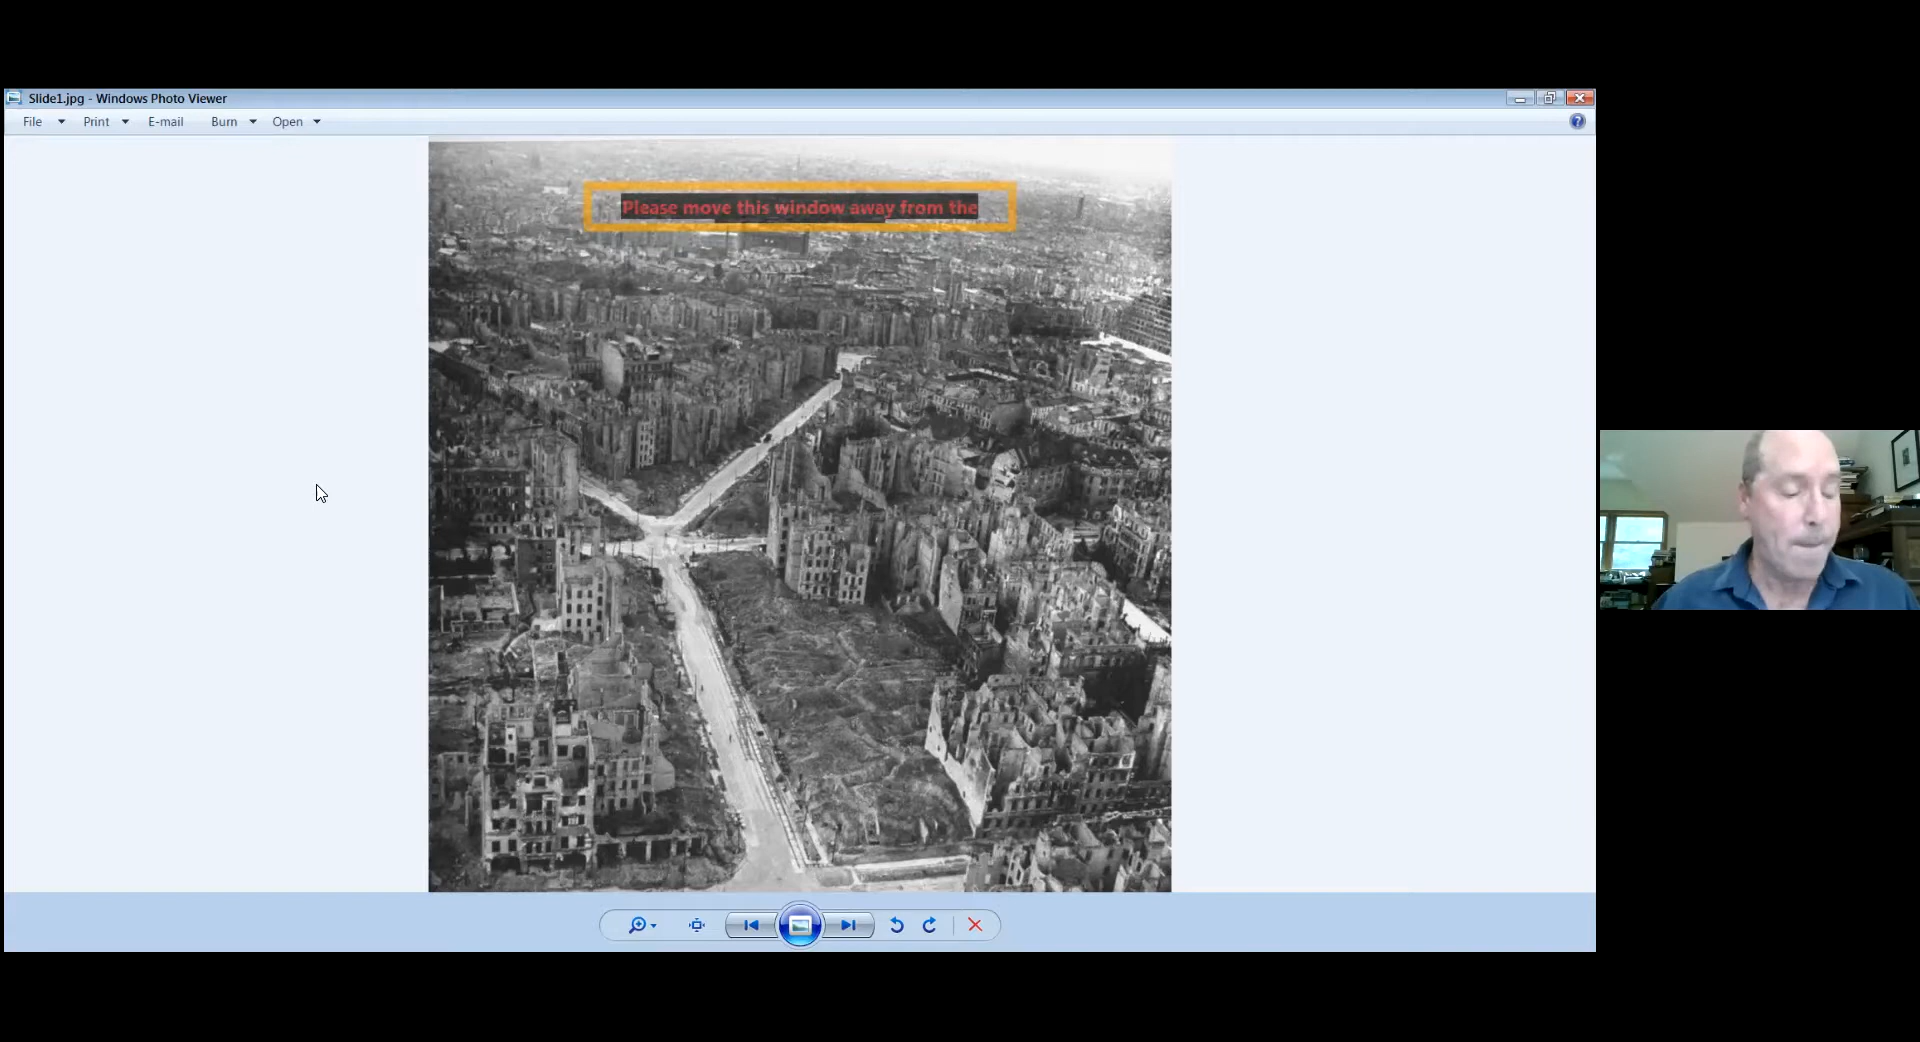 Slide1.jpg - Windows Photo Viewer
File Print E-mail Burn Open
Please move this window away from the